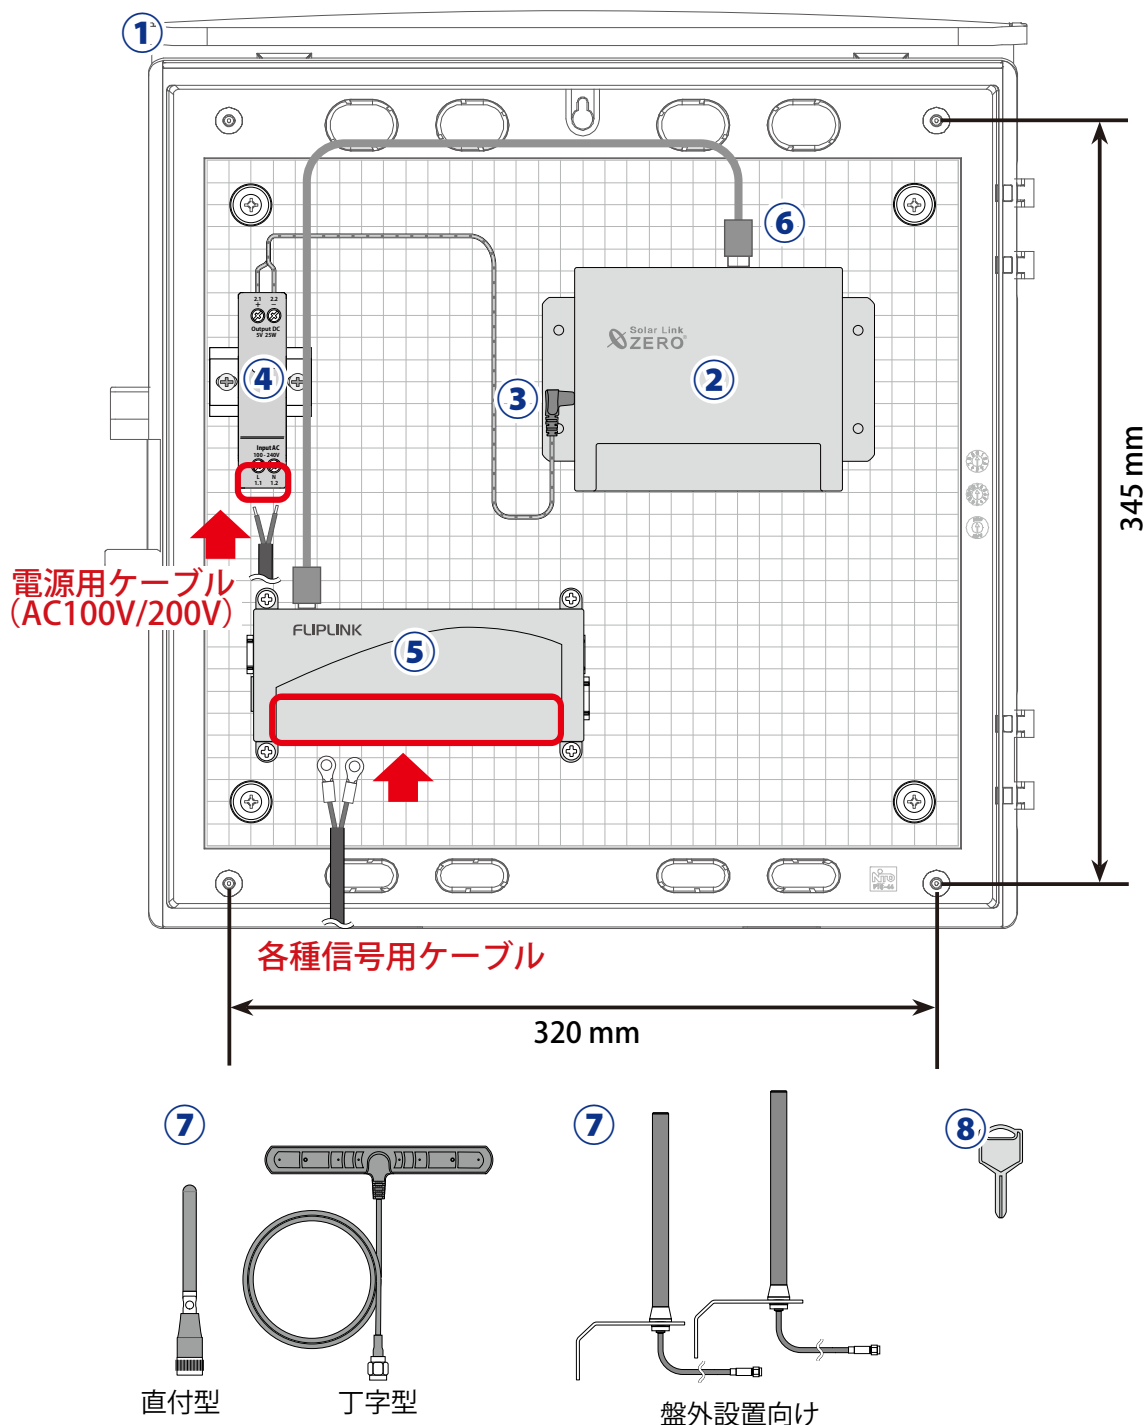 ①
⑥
2.1 2.2
+ −
Output DC
5V 25W
Solar Link
ZERO
④
③
②
Input AC
100 - 240V
L N
1.1 1.2
345 mm
電源用ケーブル
（AC100V/200V）
FLIPLINK
⑤
NITO
各種信号用ケーブル
320 mm
⑦
⑦
⑧
直付型
丁字型
盤外設置向け